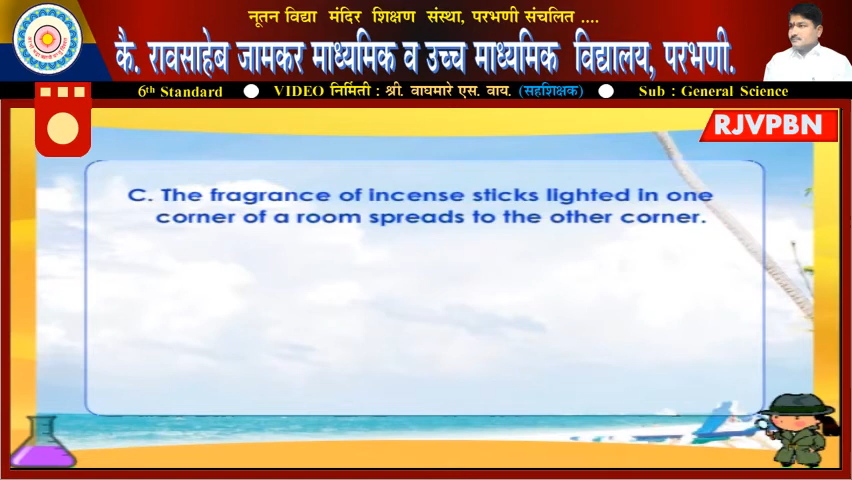 नूतन विद्या मंदिर शिक्षण संस्था, परभणी संचलित ....
कै. रावसाहेब जामकर माध्यमिक व उच्च माध्यमिक विद्यालय, परभणी.
6th Standard VIDEO निर्मिती : श्री. वाघमारे एस. वाय. (सहशिक्षक) Sub : General Science
RJVPBN
C. The fragrance of incense sticks lighted in one
corner of a room spreads to the other corner.